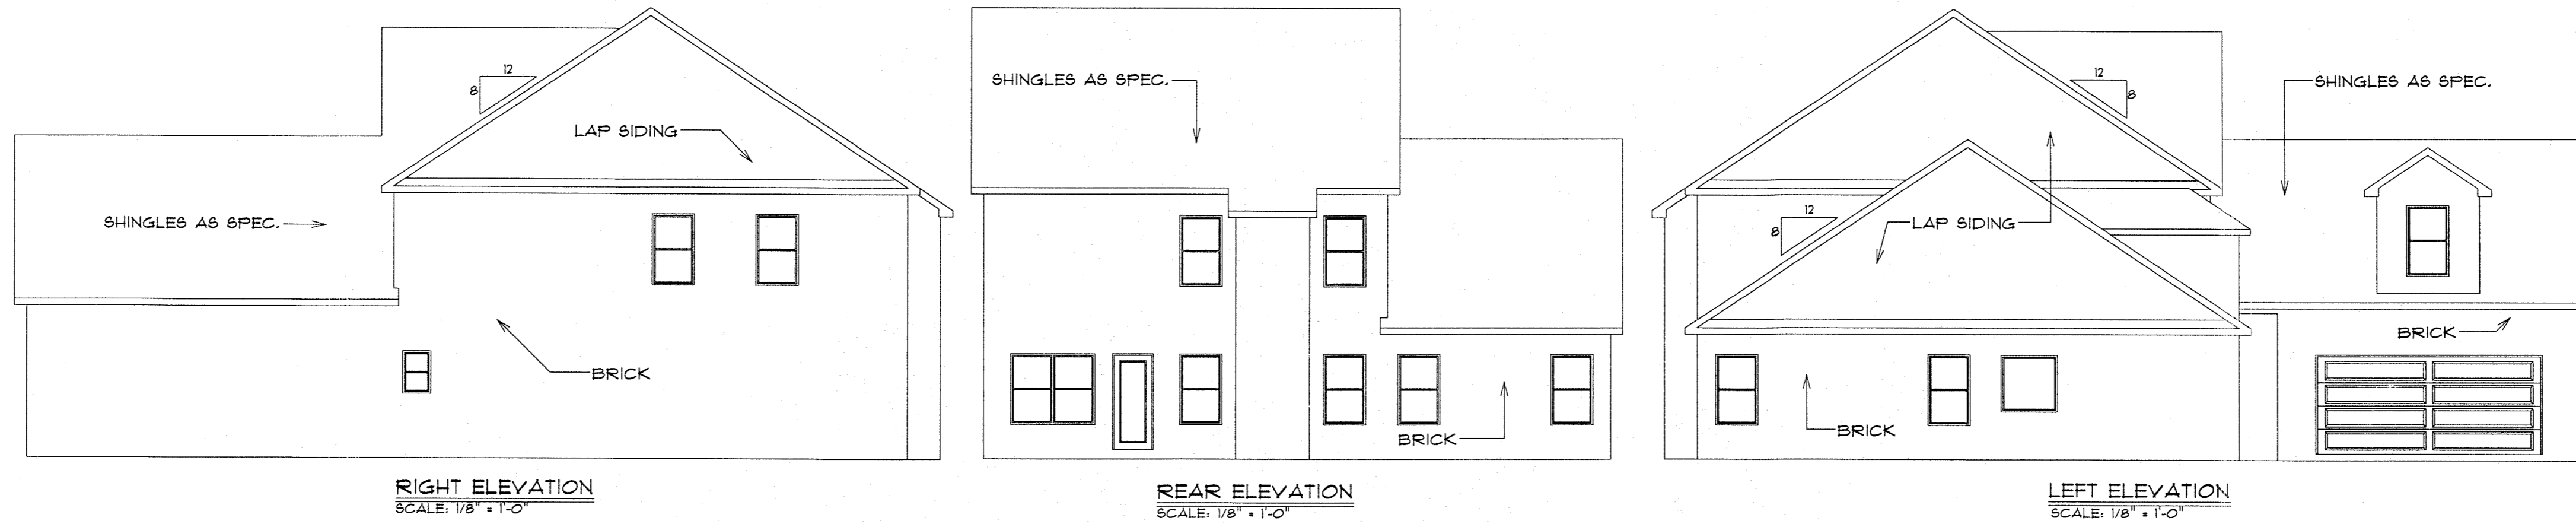 12
8
LAP SIDING
SHINGLES AS SPEC.
BRICK
RIGHT ELEVATION
SCALE: 1/8" = 1'-0"
SHINGLES AS SPEC.
BRICK
REAR ELEVATION
SCALE: 1/8" = 1'-0"
12
8
SHINGLES AS SPEC.
12
8
LAP SIDING
BRICK
BRICK
LEFT ELEVATION
SCALE: 1/8" = 1'-0"